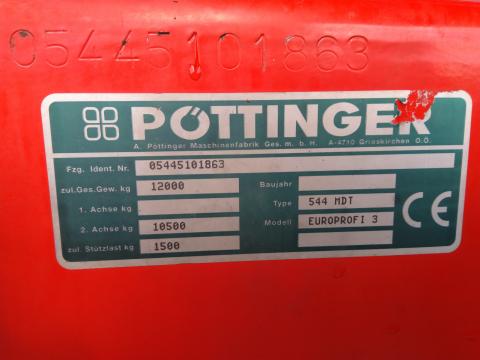 05445101863
PÖTTINGER
A. Pöttinger Maschinenfabrik Ges. m. b. H. A-4710 Grieskirchen O.Ö.
Fzg. Ident. Nr. 05445101863
zul.Ges.Gew. kg 12000 Baujahr
1. Achse kg Type 544 MDT
2. Achse kg 10500 Modell EUROPROFI 3
zul. Stützlast kg 1500
CE